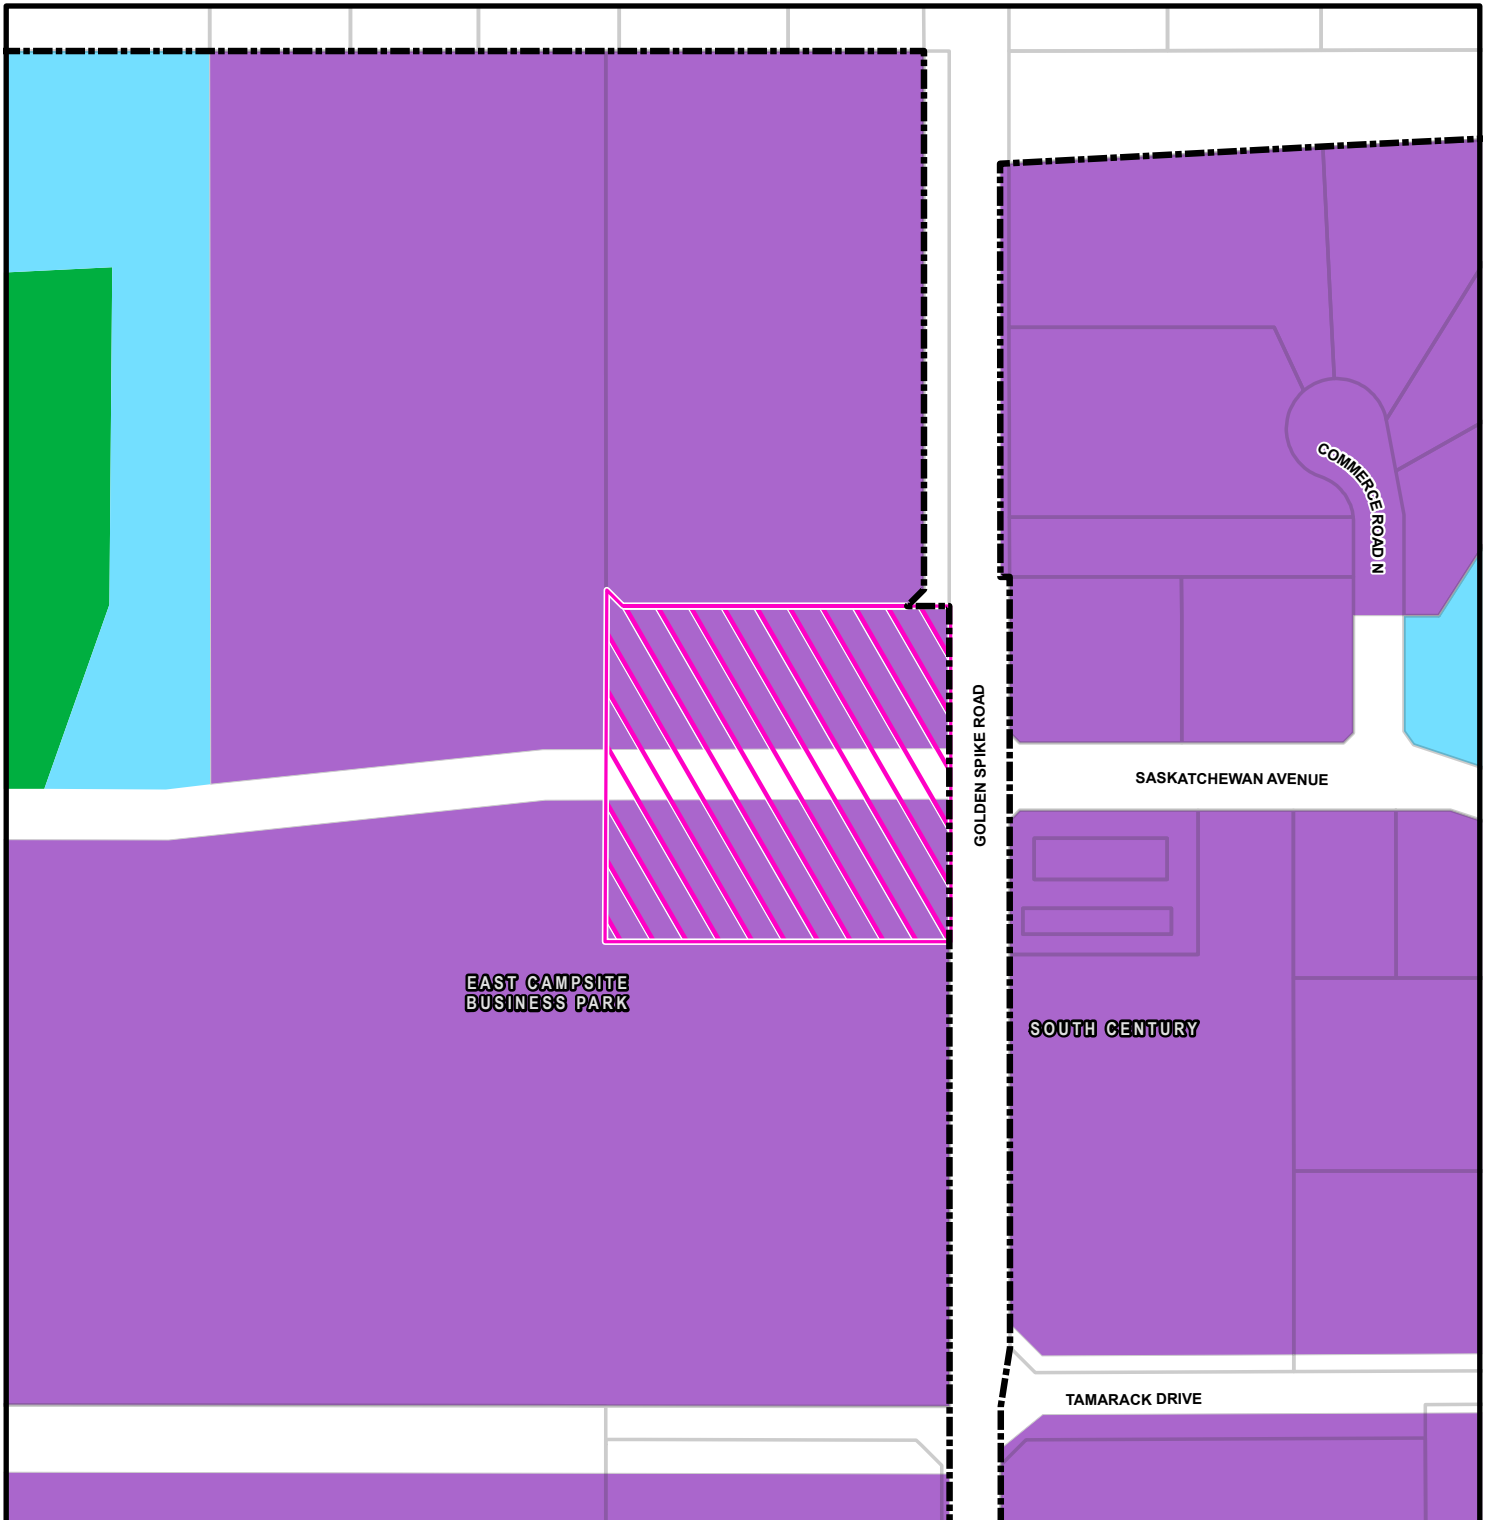 COMMERCE ROAD N
GOLDEN SPIKE ROAD
SASKATCHEWAN AVENUE
EAST CAMPSITE
BUSINESS PARK
SOUTH CENTURY
TAMARACK DRIVE